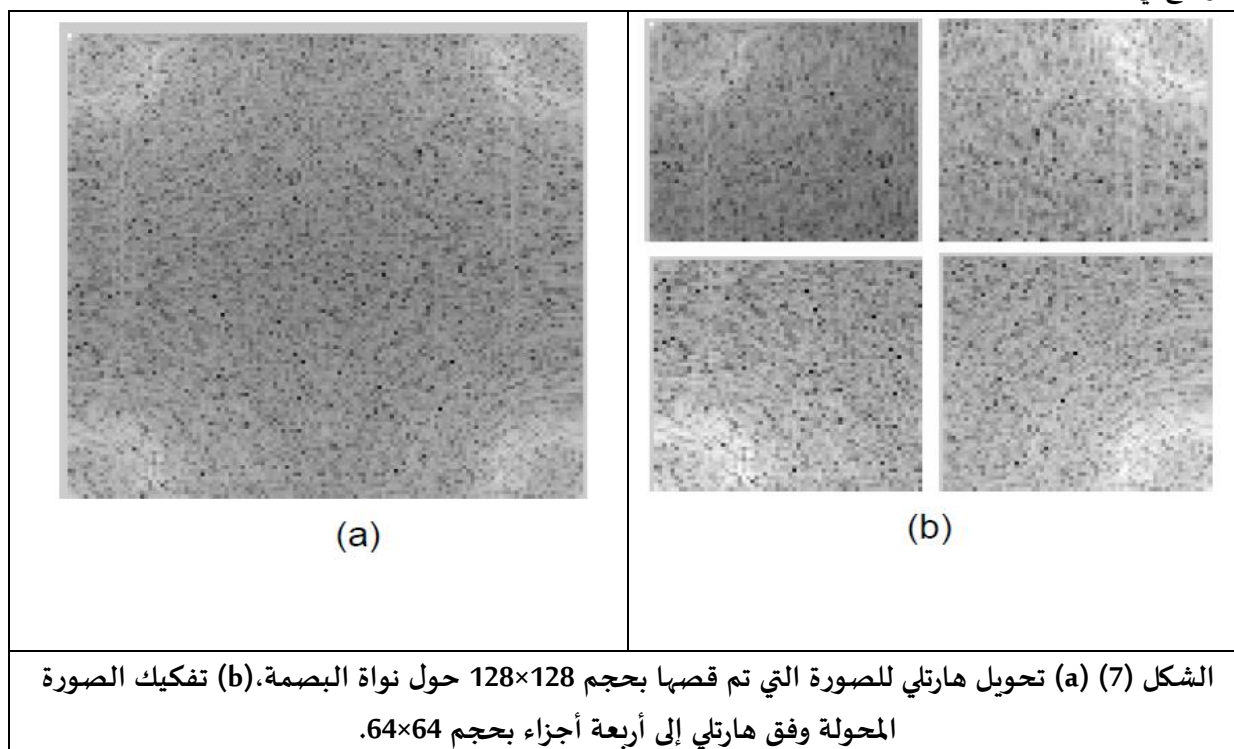 (a)
(b)
الشكل (7) (a) تحويل هارتلي للصورة التي تم قصها بحجم 128×128 حول نواة البصمة،(b) تفكيك الصورة
المحولة وفق هارتلي إلى أربعة أجزاء بحجم 64×64.